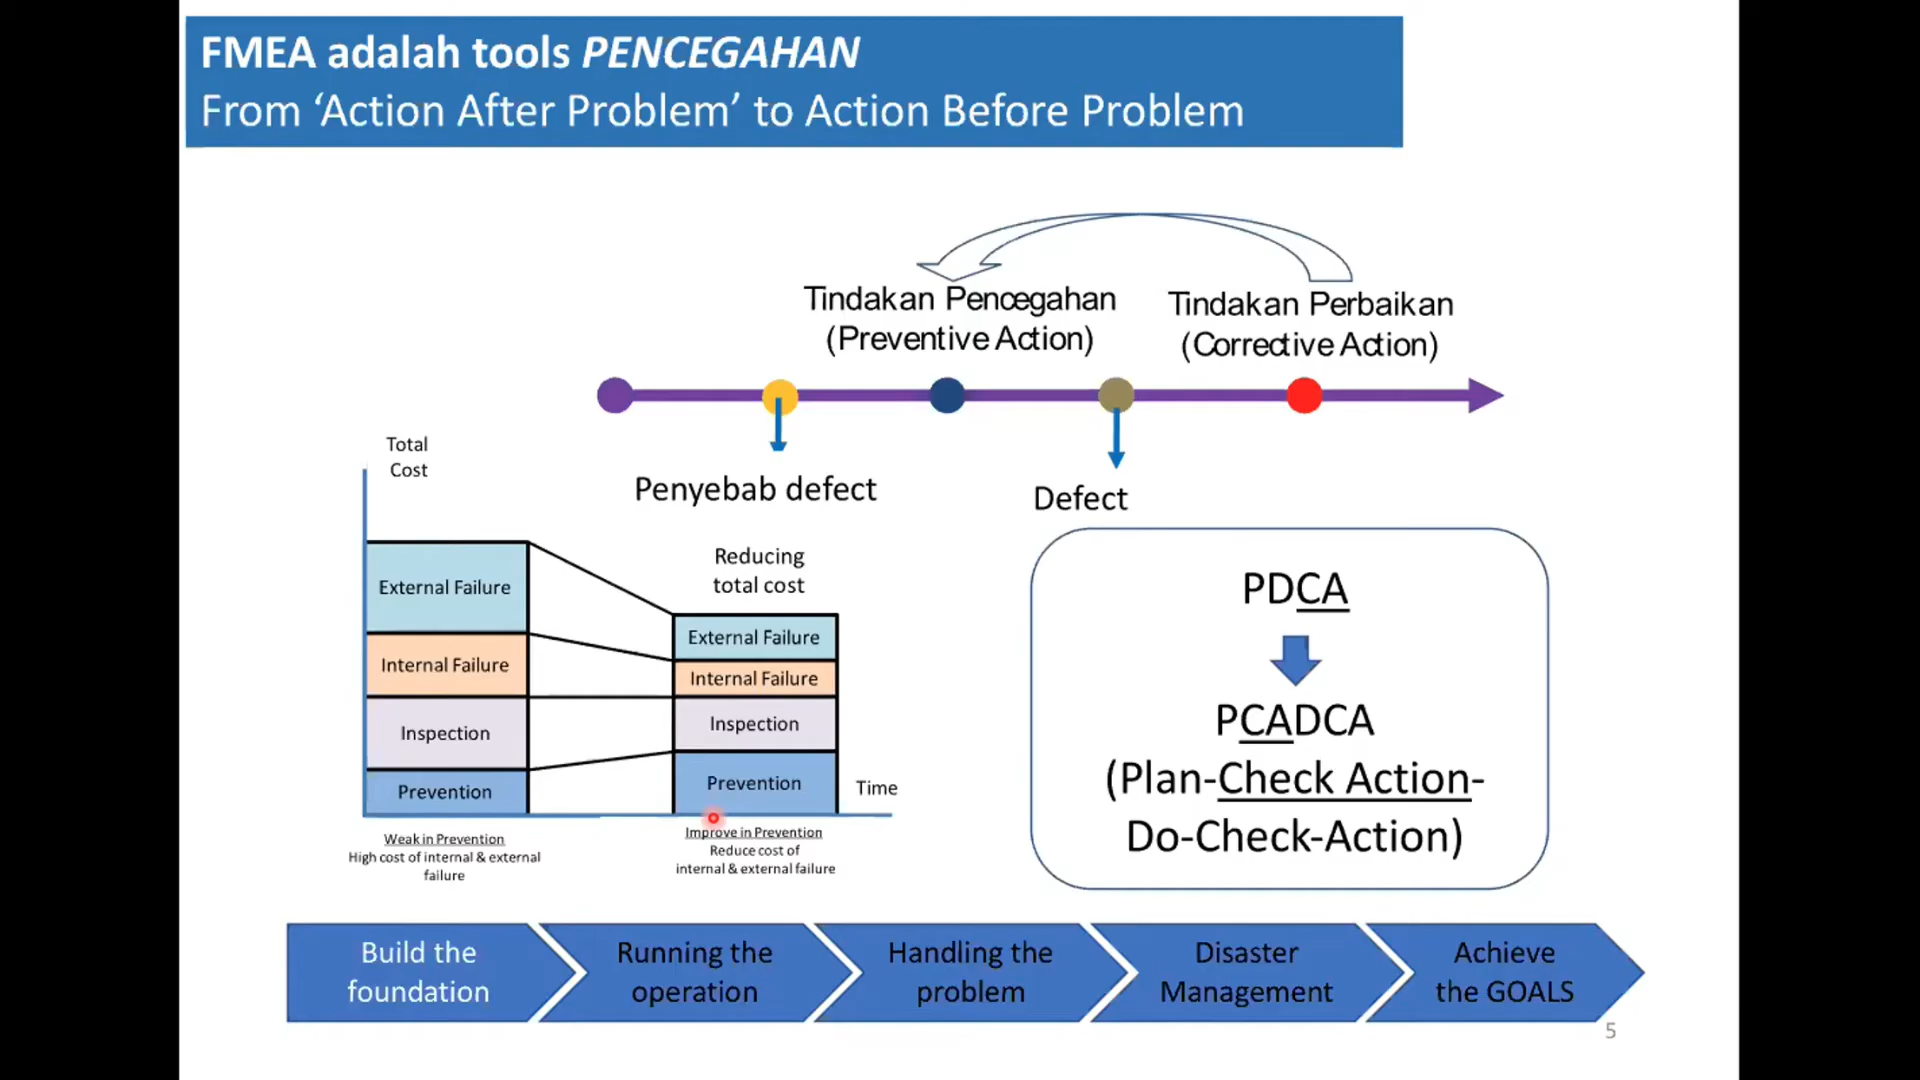 FMEA adalah tools PENCEGAHAN
From ‘Action After Problem’ to Action Before Problem
Tindakan Pencegahan
(Preventive Action)
Tindakan Perbaikan
(Corrective Action)
Penyebab defect
Defect
Total
Cost
External Failure
Internal Failure
Inspection
Prevention
Reducing
total cost
External Failure
Internal Failure
Inspection
Prevention
Time
Weak in Prevention
High cost of internal & external
failure
Improve in Prevention
Reduce cost of
internal & external failure
PDCA
PCADCA
(Plan-Check Action-
Do-Check-Action)
Build the
foundation
Running the
operation
Handling the
problem
Disaster
Management
Achieve
the GOALS
5